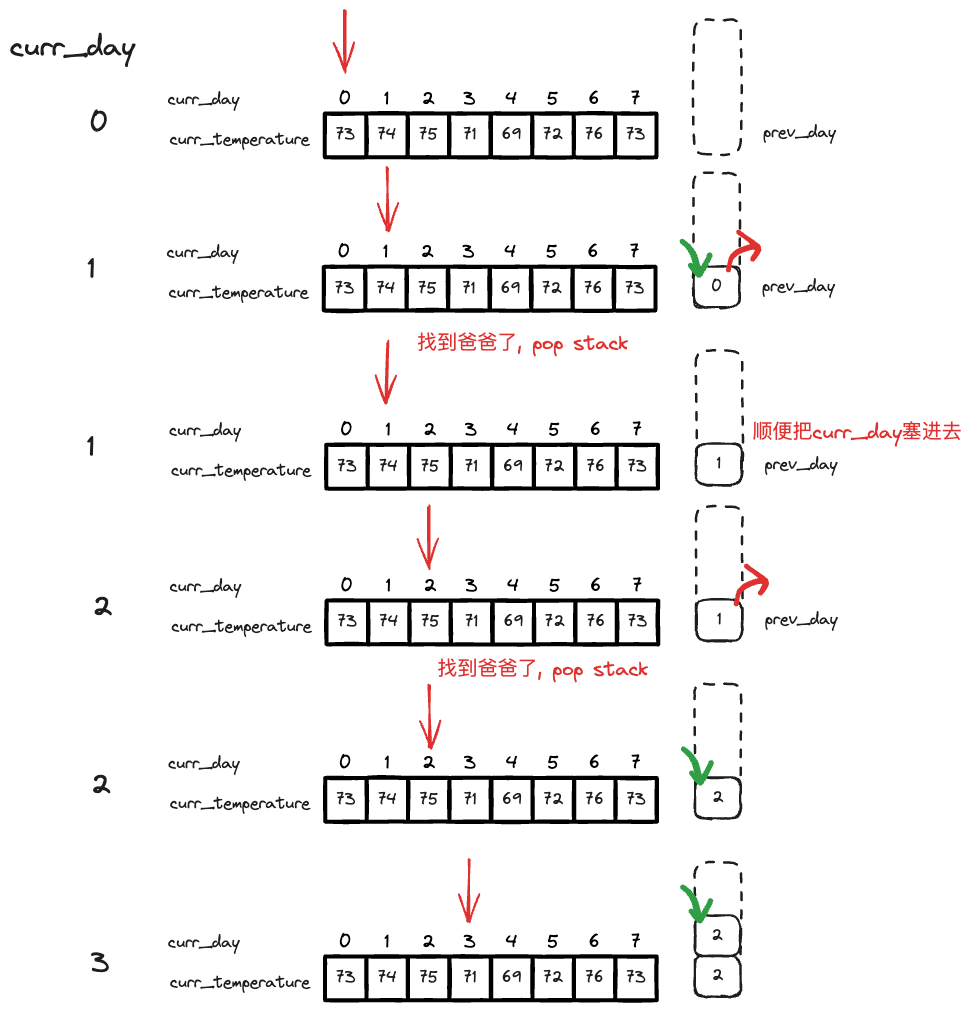 curr_day
0
curr_day 0 1 2 3 4 5 6 7
curr_temperature 73 74 75 71 69 72 76 73 prev_day
1
curr_day 0 1 2 3 4 5 6 7
curr_temperature 73 74 75 71 69 72 76 73 0 prev_day
找到爸爸了, pop stack
1
curr_day 0 1 2 3 4 5 6 7 顺便把curr_day塞进去
curr_temperature 73 74 75 71 69 72 76 73 1 prev_day
2
curr_day 0 1 2 3 4 5 6 7
curr_temperature 73 74 75 71 69 72 76 73 1 prev_day
找到爸爸了, pop stack
2
curr_day 0 1 2 3 4 5 6 7
curr_temperature 73 74 75 71 69 72 76 73 2
3
curr_day 0 1 2 3 4 5 6 7 2
curr_temperature 73 74 75 71 69 72 76 73 2